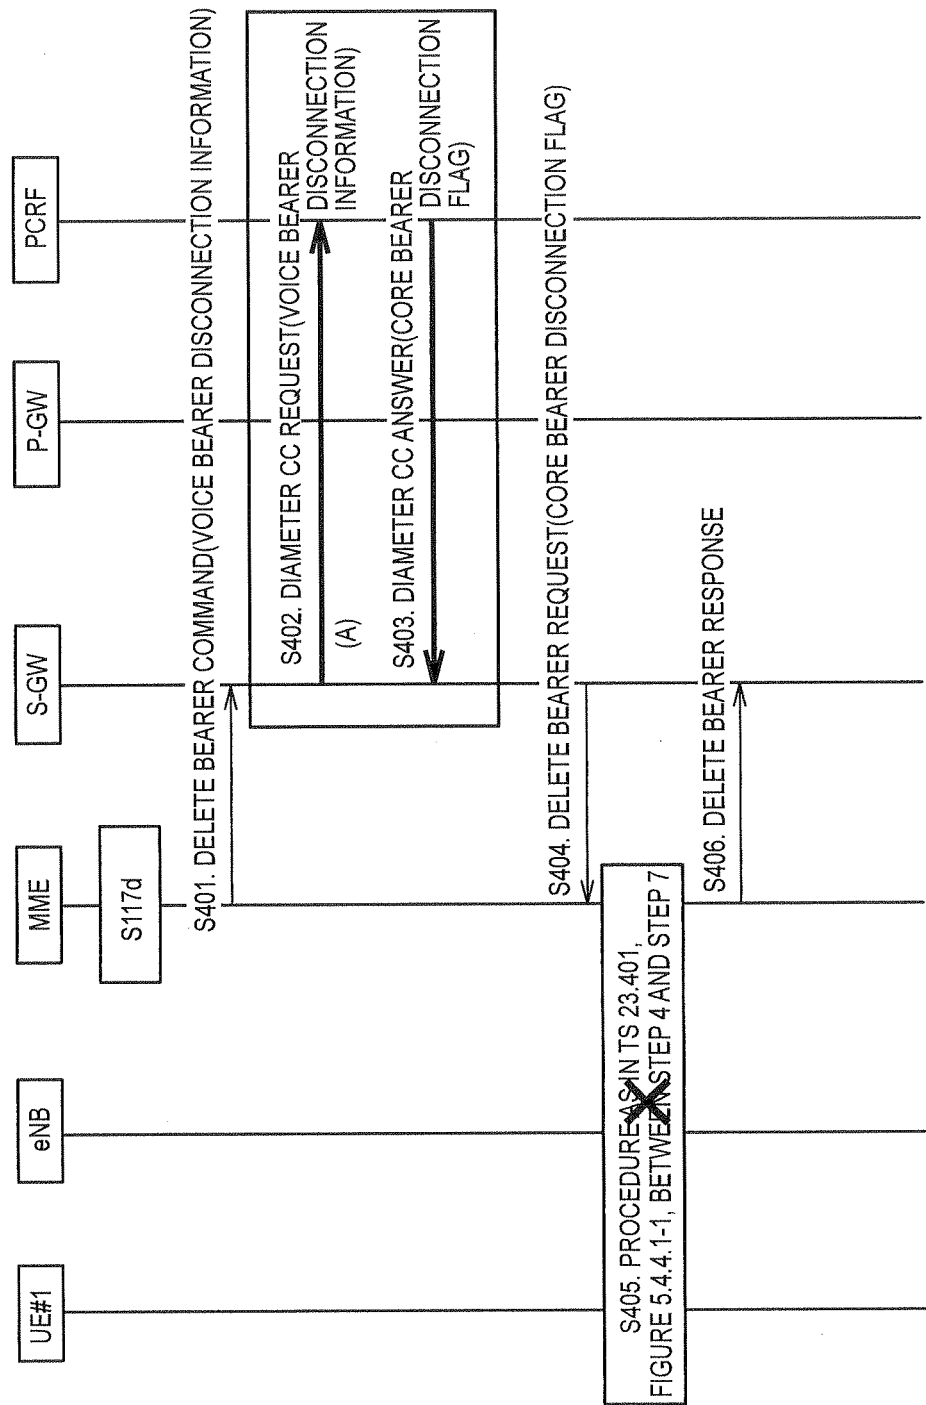 UE#1
eNB
MME
S-GW
P-GW
PCRF
S117d
S401. DELETE BEARER COMMAND(VOICE BEARER DISCONNECTION INFORMATION)
S402. DIAMETER CC REQUEST(VOICE BEARER
DISCONNECTION
INFORMATION)
(A)
S403. DIAMETER CC ANSWER(CORE BEARER
DISCONNECTION
FLAG)
S404. DELETE BEARER REQUEST(CORE BEARER DISCONNECTION FLAG)
S405. PROCEDURE AS IN TS 23.401,
FIGURE 5.4.4.1-1, BETWEEN STEP 4 AND STEP 7
S406. DELETE BEARER RESPONSE